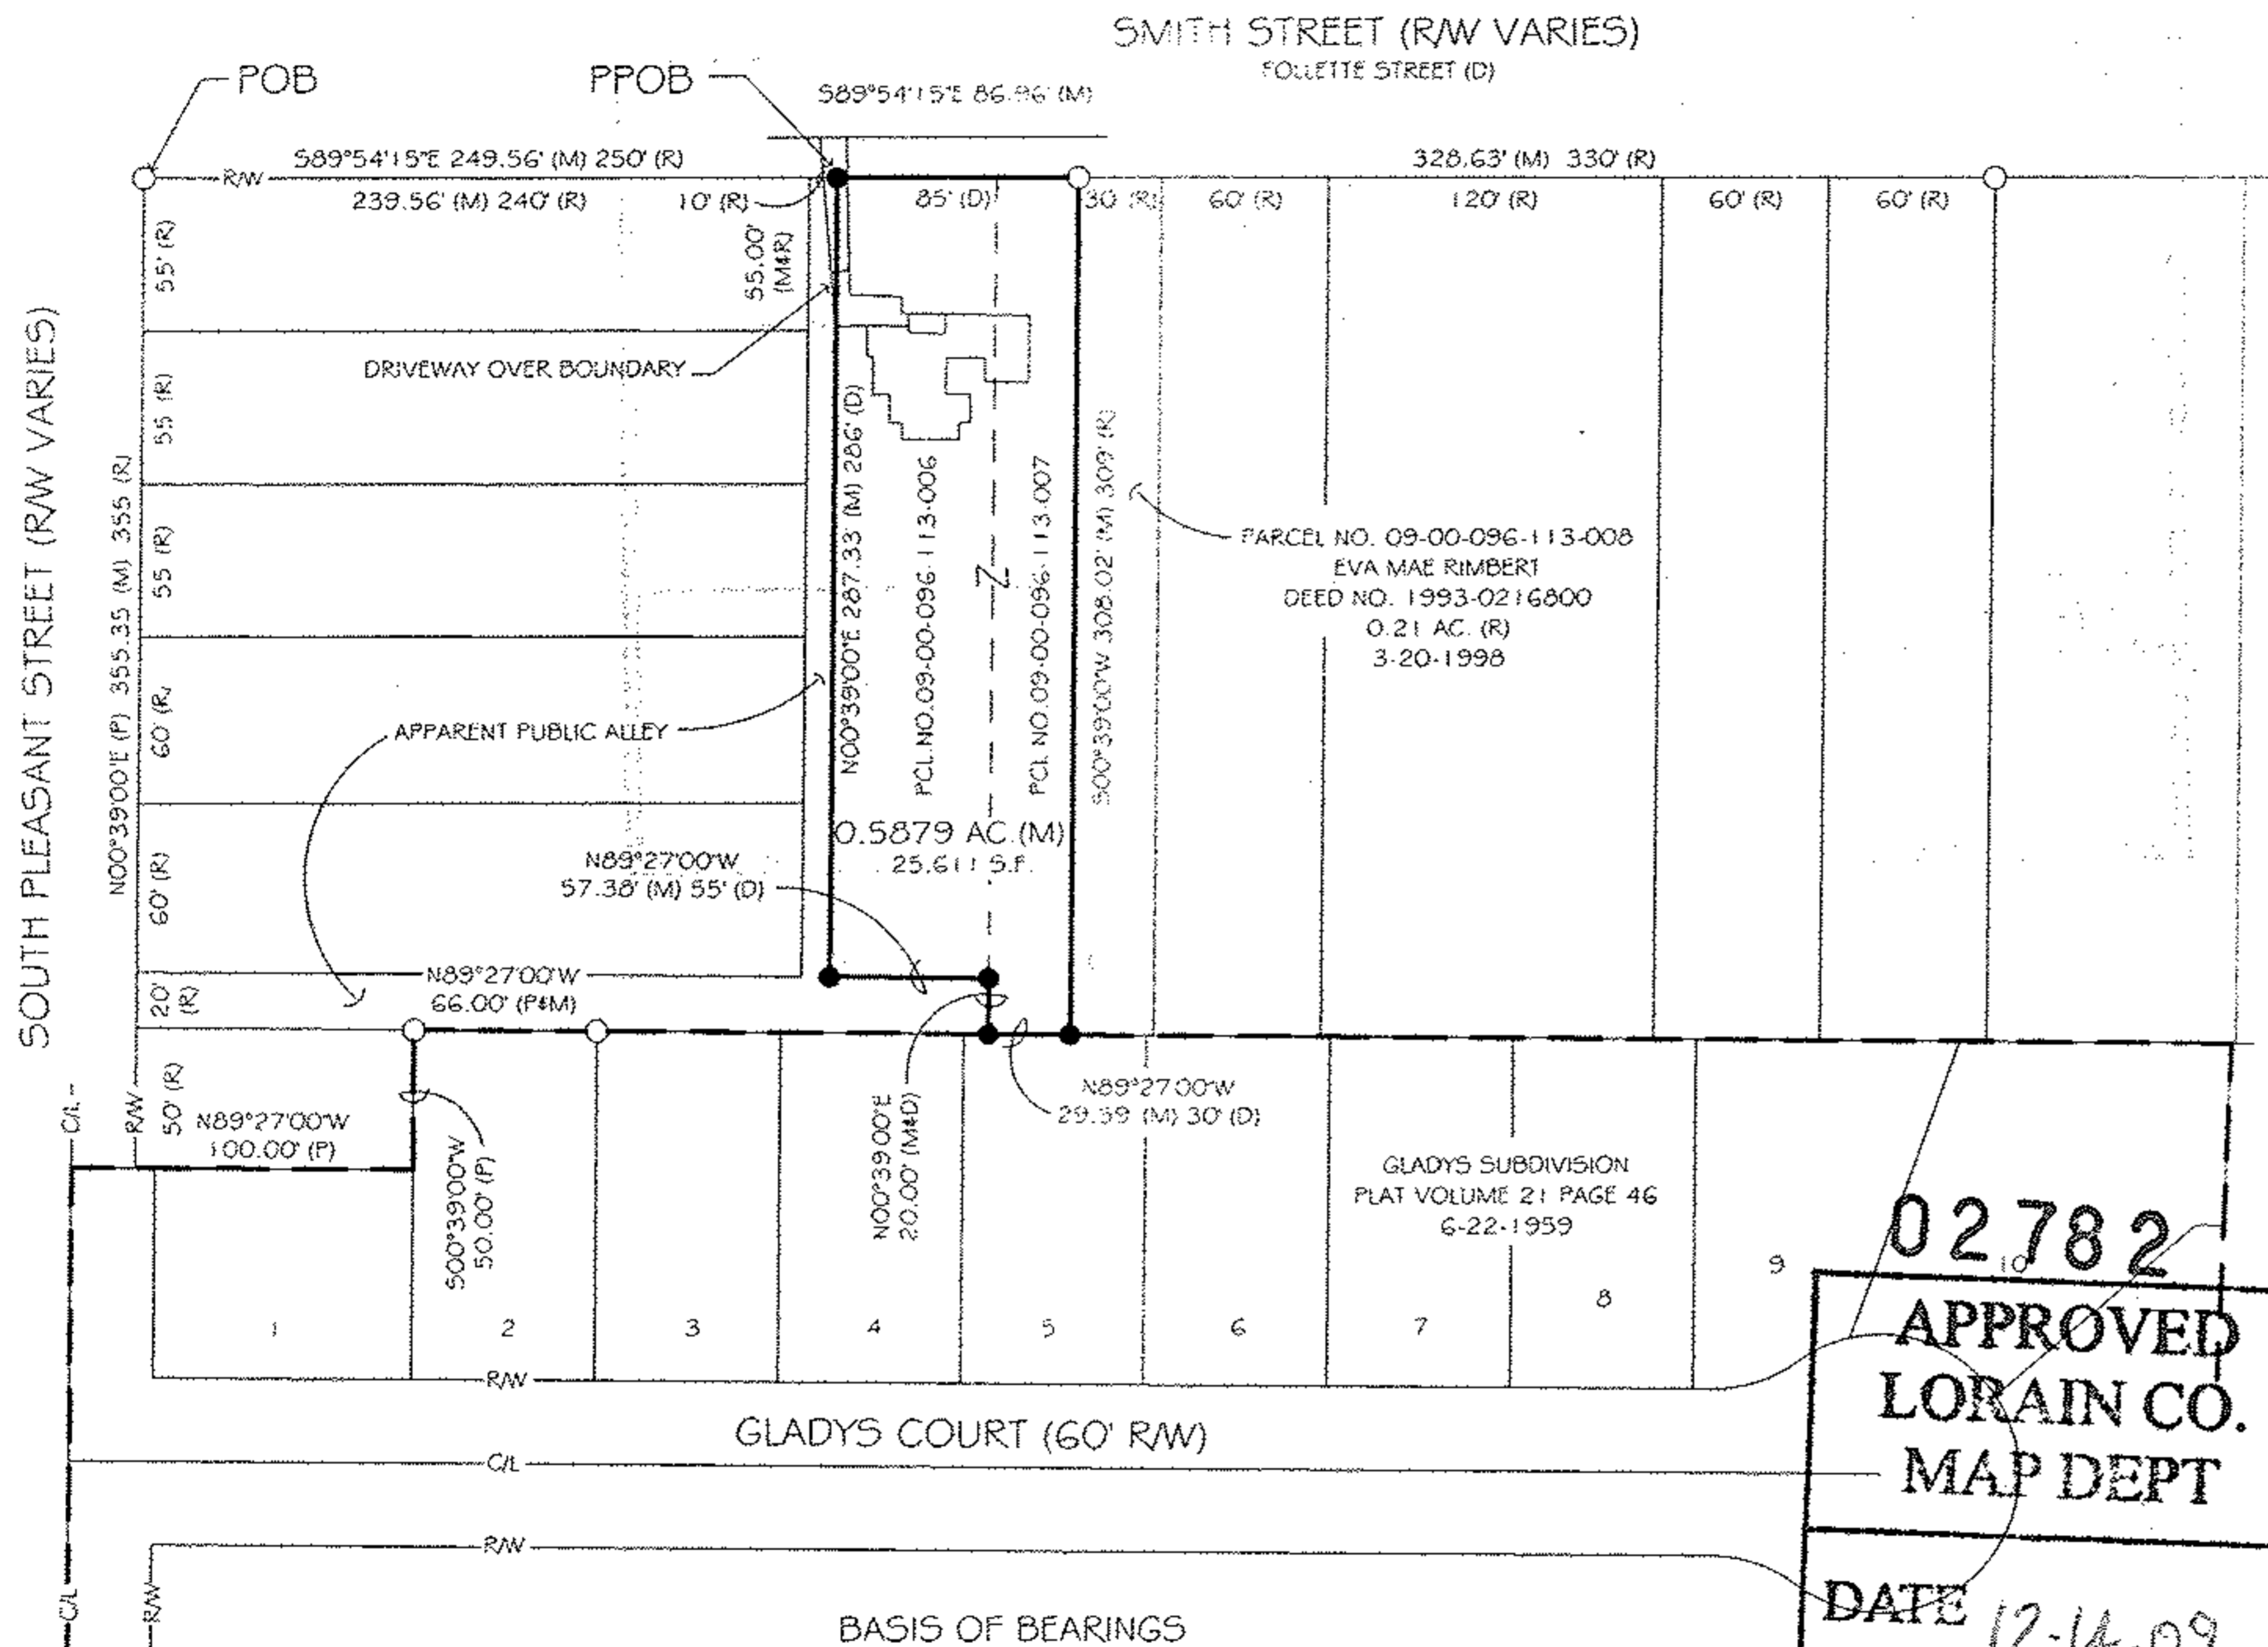 SMITH STREET (R/W VARIES)
FOLLETTE STREET (D)
POB
PPOB
S89°54'15"E 86.96' (M)
S89°54'15"E 249.56' (M) 250' (R)
328.63' (M) 330' (R)
R/W
239.56' (M) 240' (R)
10' (R)
85' (D)
30 (R)
60' (R)
120' (R)
60' (R)
60' (R)
55' (R)
55.00'
(M&R)
DRIVEWAY OVER BOUNDARY
55 (R)
SOUTH PLEASANT STREET (R/W VARIES)
N00°39'00"E (P) 355.35 (M) 355 (R)
55 (R)
60' (R)
60' (R)
20'
(R)
50' (R)
N00°39'00"E 287.33' (M) 286' (D)
PCL.NO.09-00-096-113-006
PCL NO.09-00-096-113-007
Z
S00°39'00"W 308.02' (M) 309' (R)
PARCEL NO. 09-00-096-113-008
EVA MAE RIMBERT
DEED NO. 1993-0216800
0.21 AC. (R)
3-20-1998
APPARENT PUBLIC ALLEY
0.5879 AC.(M)
25,611 S.F.
N89°27'00"W
57.38' (M) 55' (D)
N89°27'00"W
66.00' (P&M)
C/L
R/W
N89°27'00"W
100.00' (P)
S00°39'00"W
50.00' (P)
N00°39'00"E
20.00' (M&D)
N89°27'00"W
29.59 (M) 30' (D)
GLADYS SUBDIVISION
PLAT VOLUME 21 PAGE 46
6-22-1959
1
2
3
4
5
6
7
8
9
10
02782
APPROVED
LORAIN CO.
MAP DEPT
DATE 12-14-09
R/W
GLADYS COURT (60' R/W)
C/L
R/W
C/L
R/W
BASIS OF BEARINGS